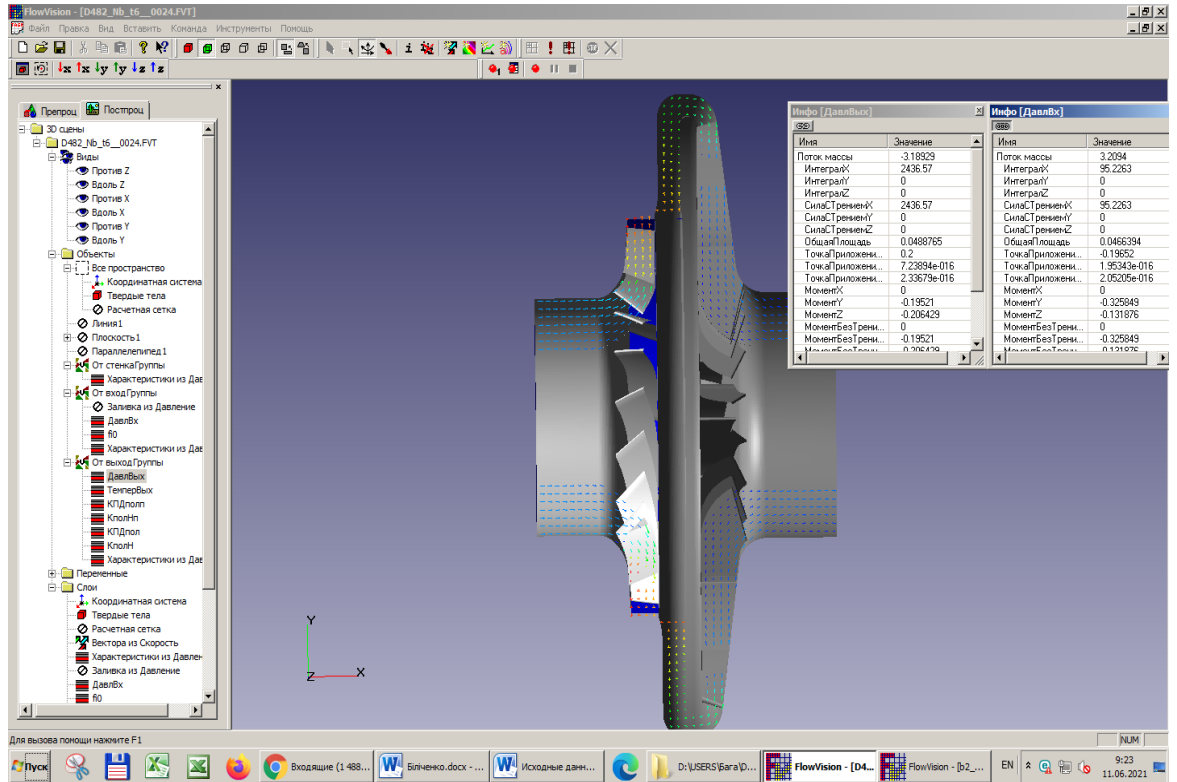 FlowVision - [D482_Nb_t6__0024.FVT]
Файл Правка Вид Вставить Команда Инструменты Помощь
Препроц Постпроц
3D сцены
D482_Nb_t6__0024.FVT
Виды
Против Z
Вдоль Z
Против X
Вдоль X
Против Y
Вдоль Y
Объекты
Все пространство
Координатная система
Твердые тела
Расчетная сетка
Линия1
Плоскость1
Параллелепипед1
От стенкаГруппы
Характеристики из Дав
От входГруппы
Заливка из Давление
ДавлВх
fi0
Характеристики из Дав
От выходГруппы
ДавлВых
ТемперВых
КПДполп
КполНп
КПДпол
КполН
Характеристики из Дав
Переменные
Слои
Координатная система
Твердые тела
Расчетная сетка
Вектора из Скорость
Характеристики из Давлен
Заливка из Давление
ДавлВх
fi0
Y
Z X
Инфо [ДавлВых]
Имя Значение
Поток массы -3.18929
ИнтегралX 2436.57
ИнтегралY 0
ИнтегралZ 0
СилаСТрениемX 2436.57
СилаСТрениемY 0
СилаСТрениемZ 0
ОбщаяПлощадь 0.0488765
ТочкаПриложени... 0.2
ТочкаПриложени... 7.23894e-016
ТочкаПриложени... 2.33679e-016
МоментX 0
МоментY -0.19521
МоментZ -0.206429
МоментБезТрени... 0
МоментБезТрени... -0.19521
МоментБезТрени... -0.206429
Инфо [ДавлВх]
Имя Значение
Поток массы 3.2094
ИнтегралX 95.2263
ИнтегралY 0
ИнтегралZ 0
СилаСТрениемX 95.2263
СилаСТрениемY 0
СилаСТрениемZ 0
ОбщаяПлощадь 0.0466394
ТочкаПриложени... -0.19652
ТочкаПриложени... 1.95343e-016
ТочкаПриложени... 2.05205e-016
МоментX 0
МоментY -0.325849
МоментZ -0.131876
МоментБезТрени... 0
МоментБезТрени... -0.325849
МоментБезТрени... -0.131876
Для вызова помощи нажмите F1 NUM
Пуск Входящие (1 488... Біліченко.docx... Исходные данн... D:\USERS\Бага\D... FlowVision - [D4... FlowVision - [b2_... EN 9:23
11.06.2021